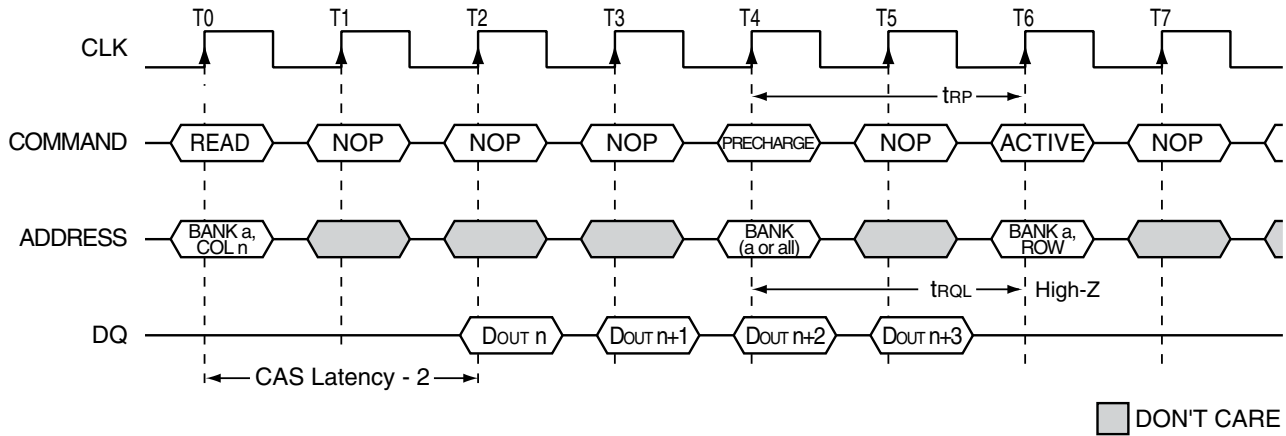 T0 T1 T2 T3 T4 T5 T6 T7
CLK
tRP
COMMAND READ NOP NOP NOP PRECHARGE NOP ACTIVE NOP
ADDRESS BANK a, COL n BANK (a or all) BANK a, ROW
tRQL High-Z
DQ DOUT n DOUT n+1 DOUT n+2 DOUT n+3
CAS Latency - 2
DON'T CARE